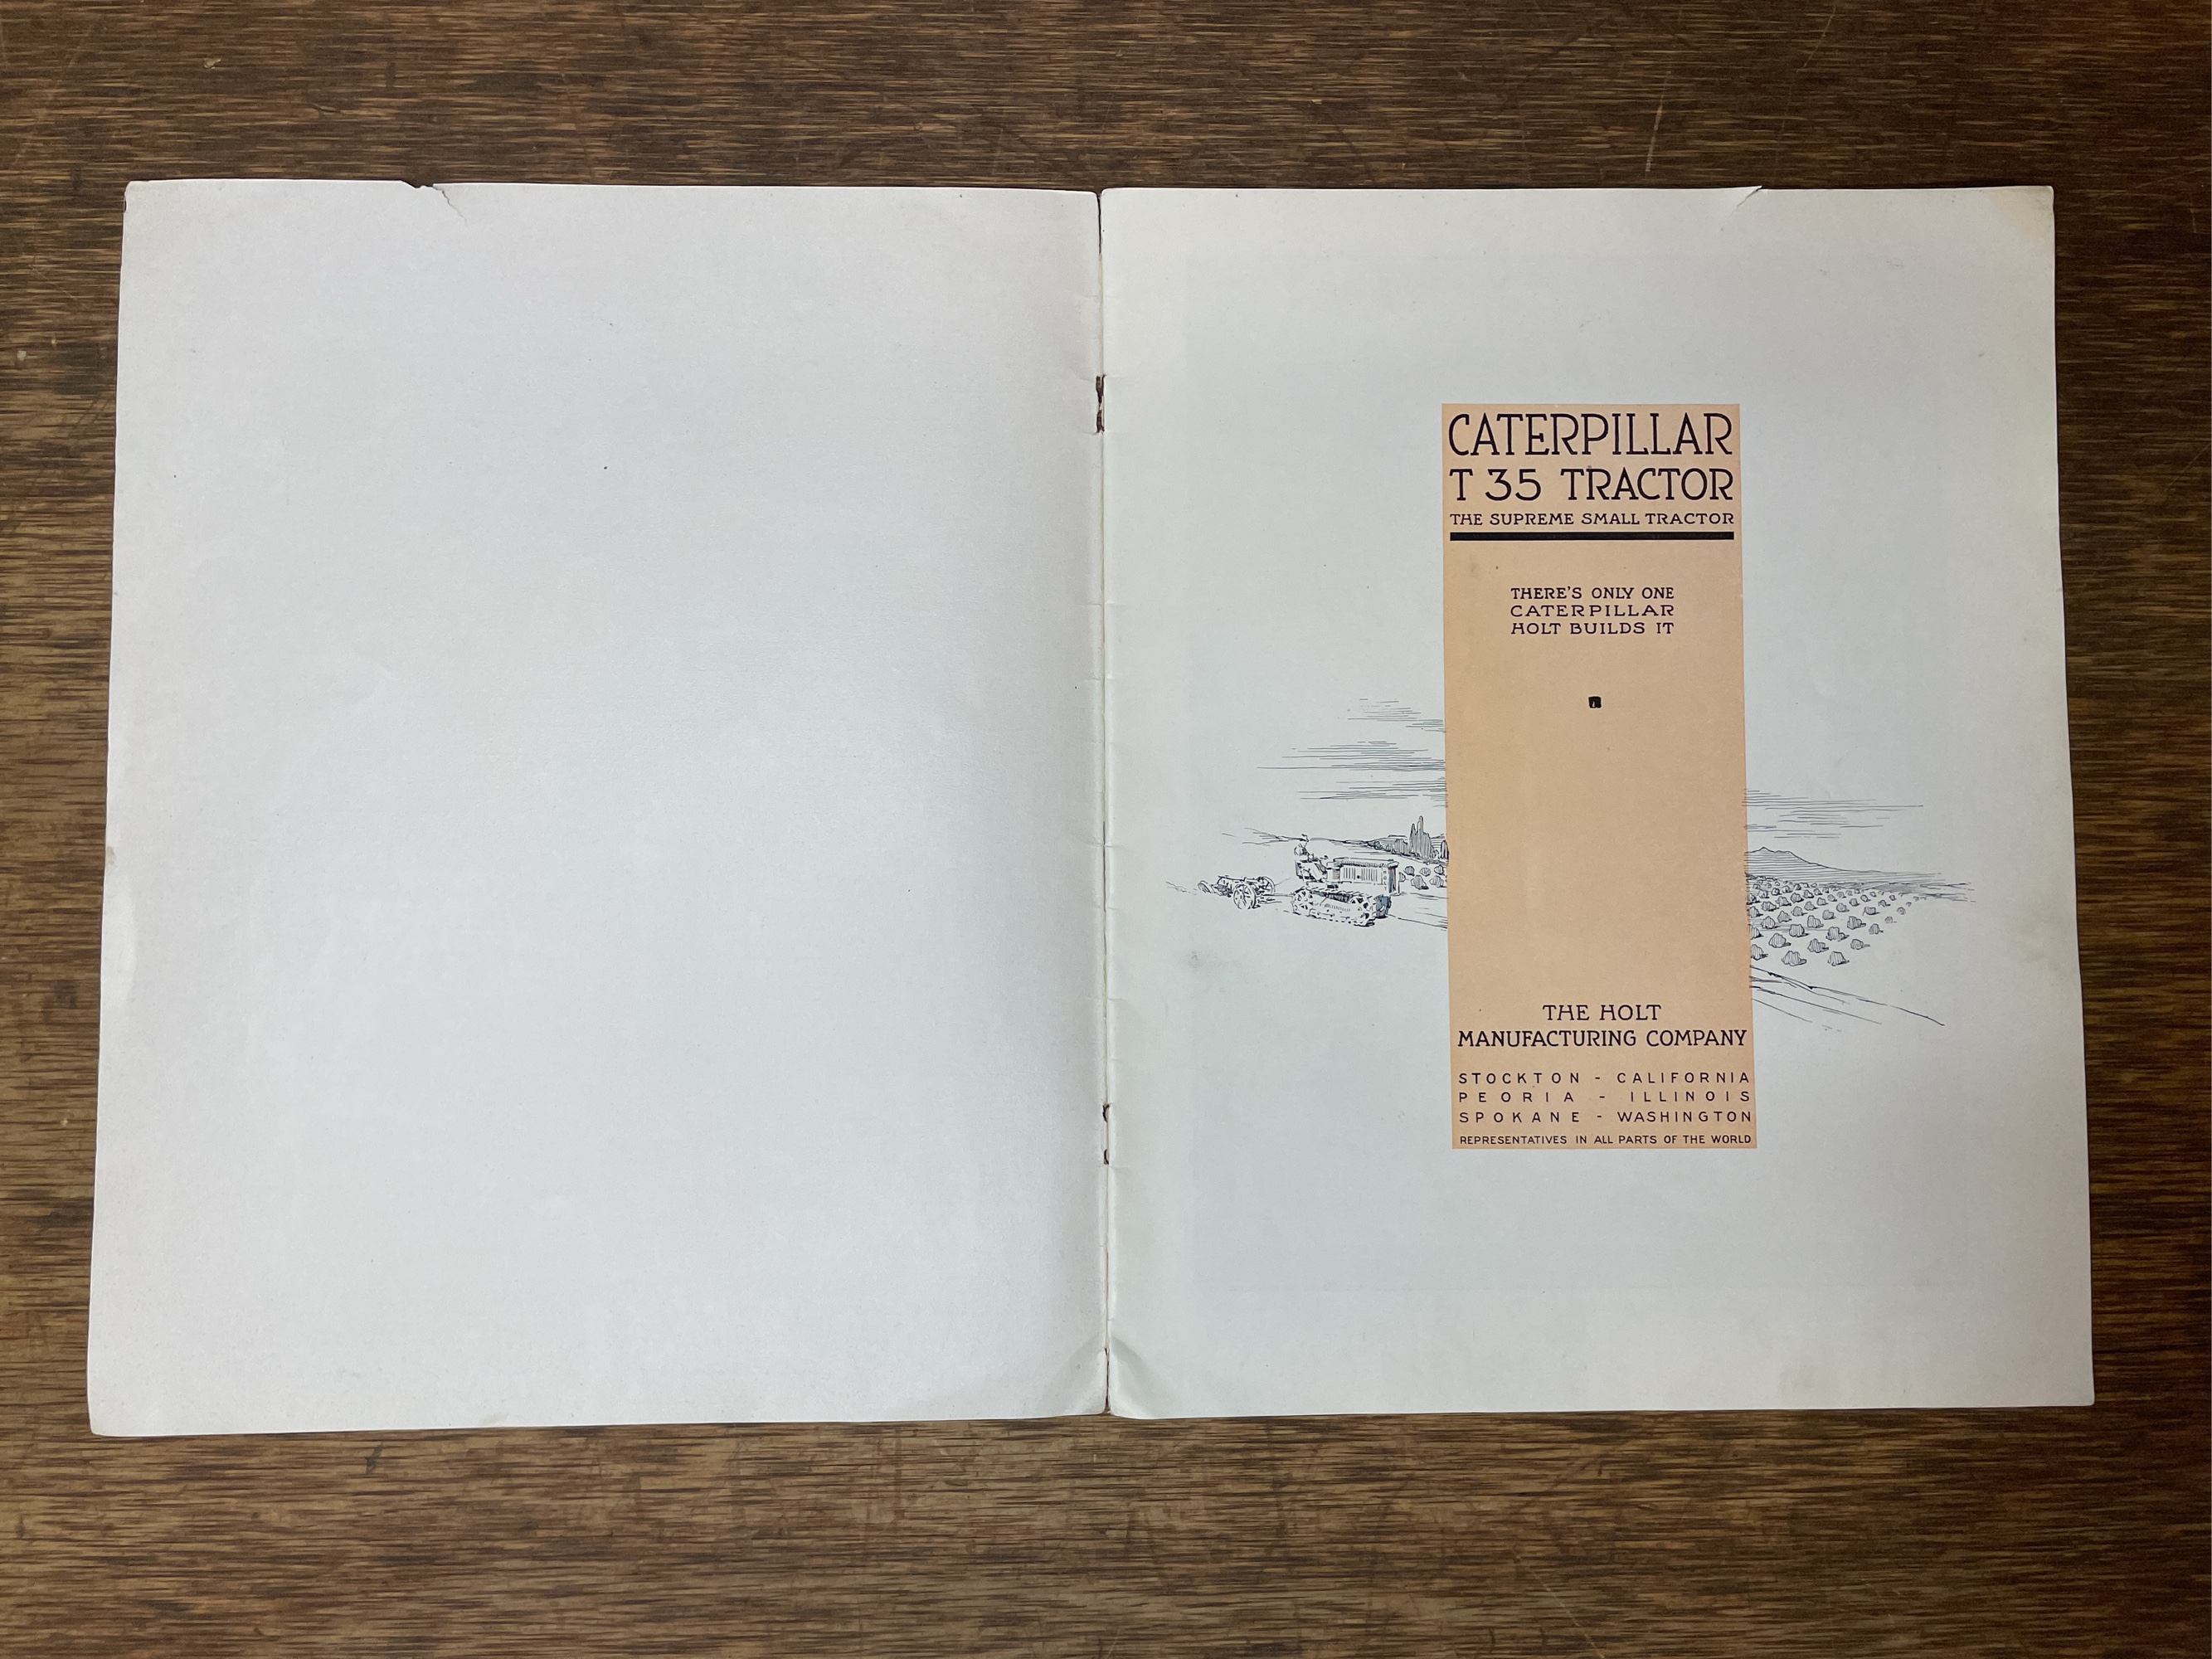 CATERPILLAR
T 35 TRACTOR
THE SUPREME SMALL TRACTOR
THERE'S ONLY ONE
CATERPILLAR
HOLT BUILDS IT
THE HOLT
MANUFACTURING COMPANY
STOCKTON - CALIFORNIA
PEORIA - ILLINOIS
SPOKANE - WASHINGTON
REPRESENTATIVES IN ALL PARTS OF THE WORLD